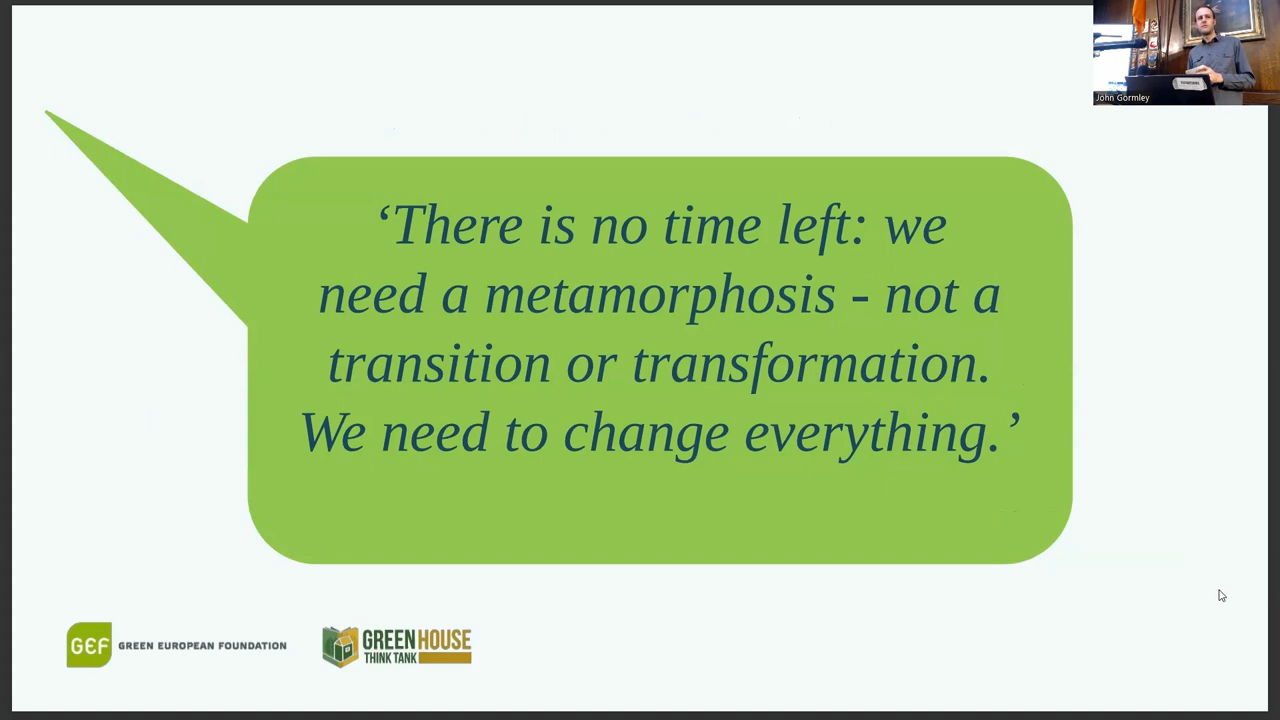 John Gormley
‘There is no time left: we
need a metamorphosis - not a
transition or transformation.
We need to change everything.’
GEF GREEN EUROPEAN FOUNDATION
GREEN HOUSE
THINK TANK